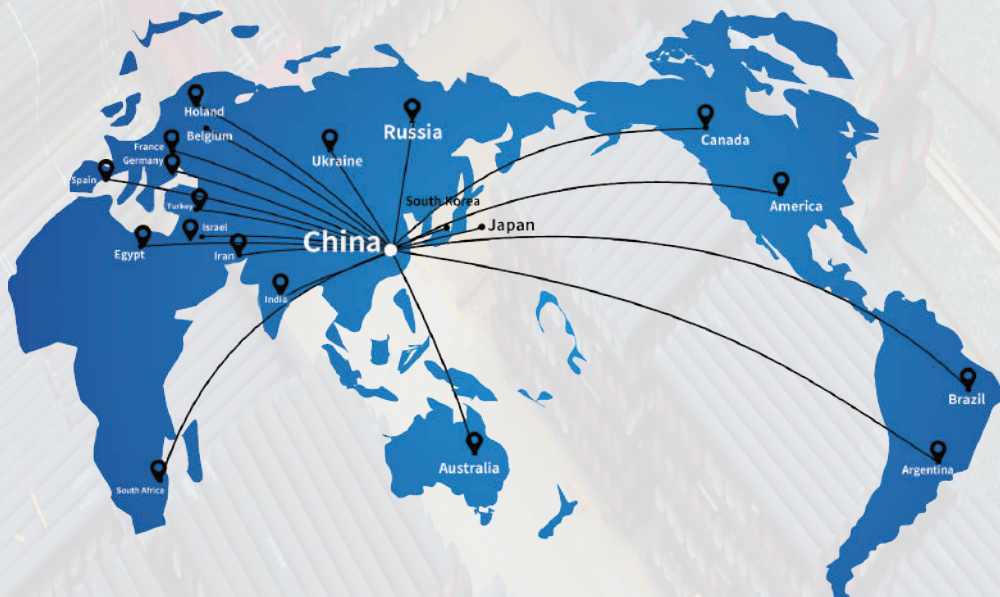 Holand
Belgium
Russia
Canada
France
Ukraine
Germany
Spain
Turkey
South Korea
America
Israel
Japan
China
Egypt
Iran
India
Brazil
Australia
Argentina
South Africa